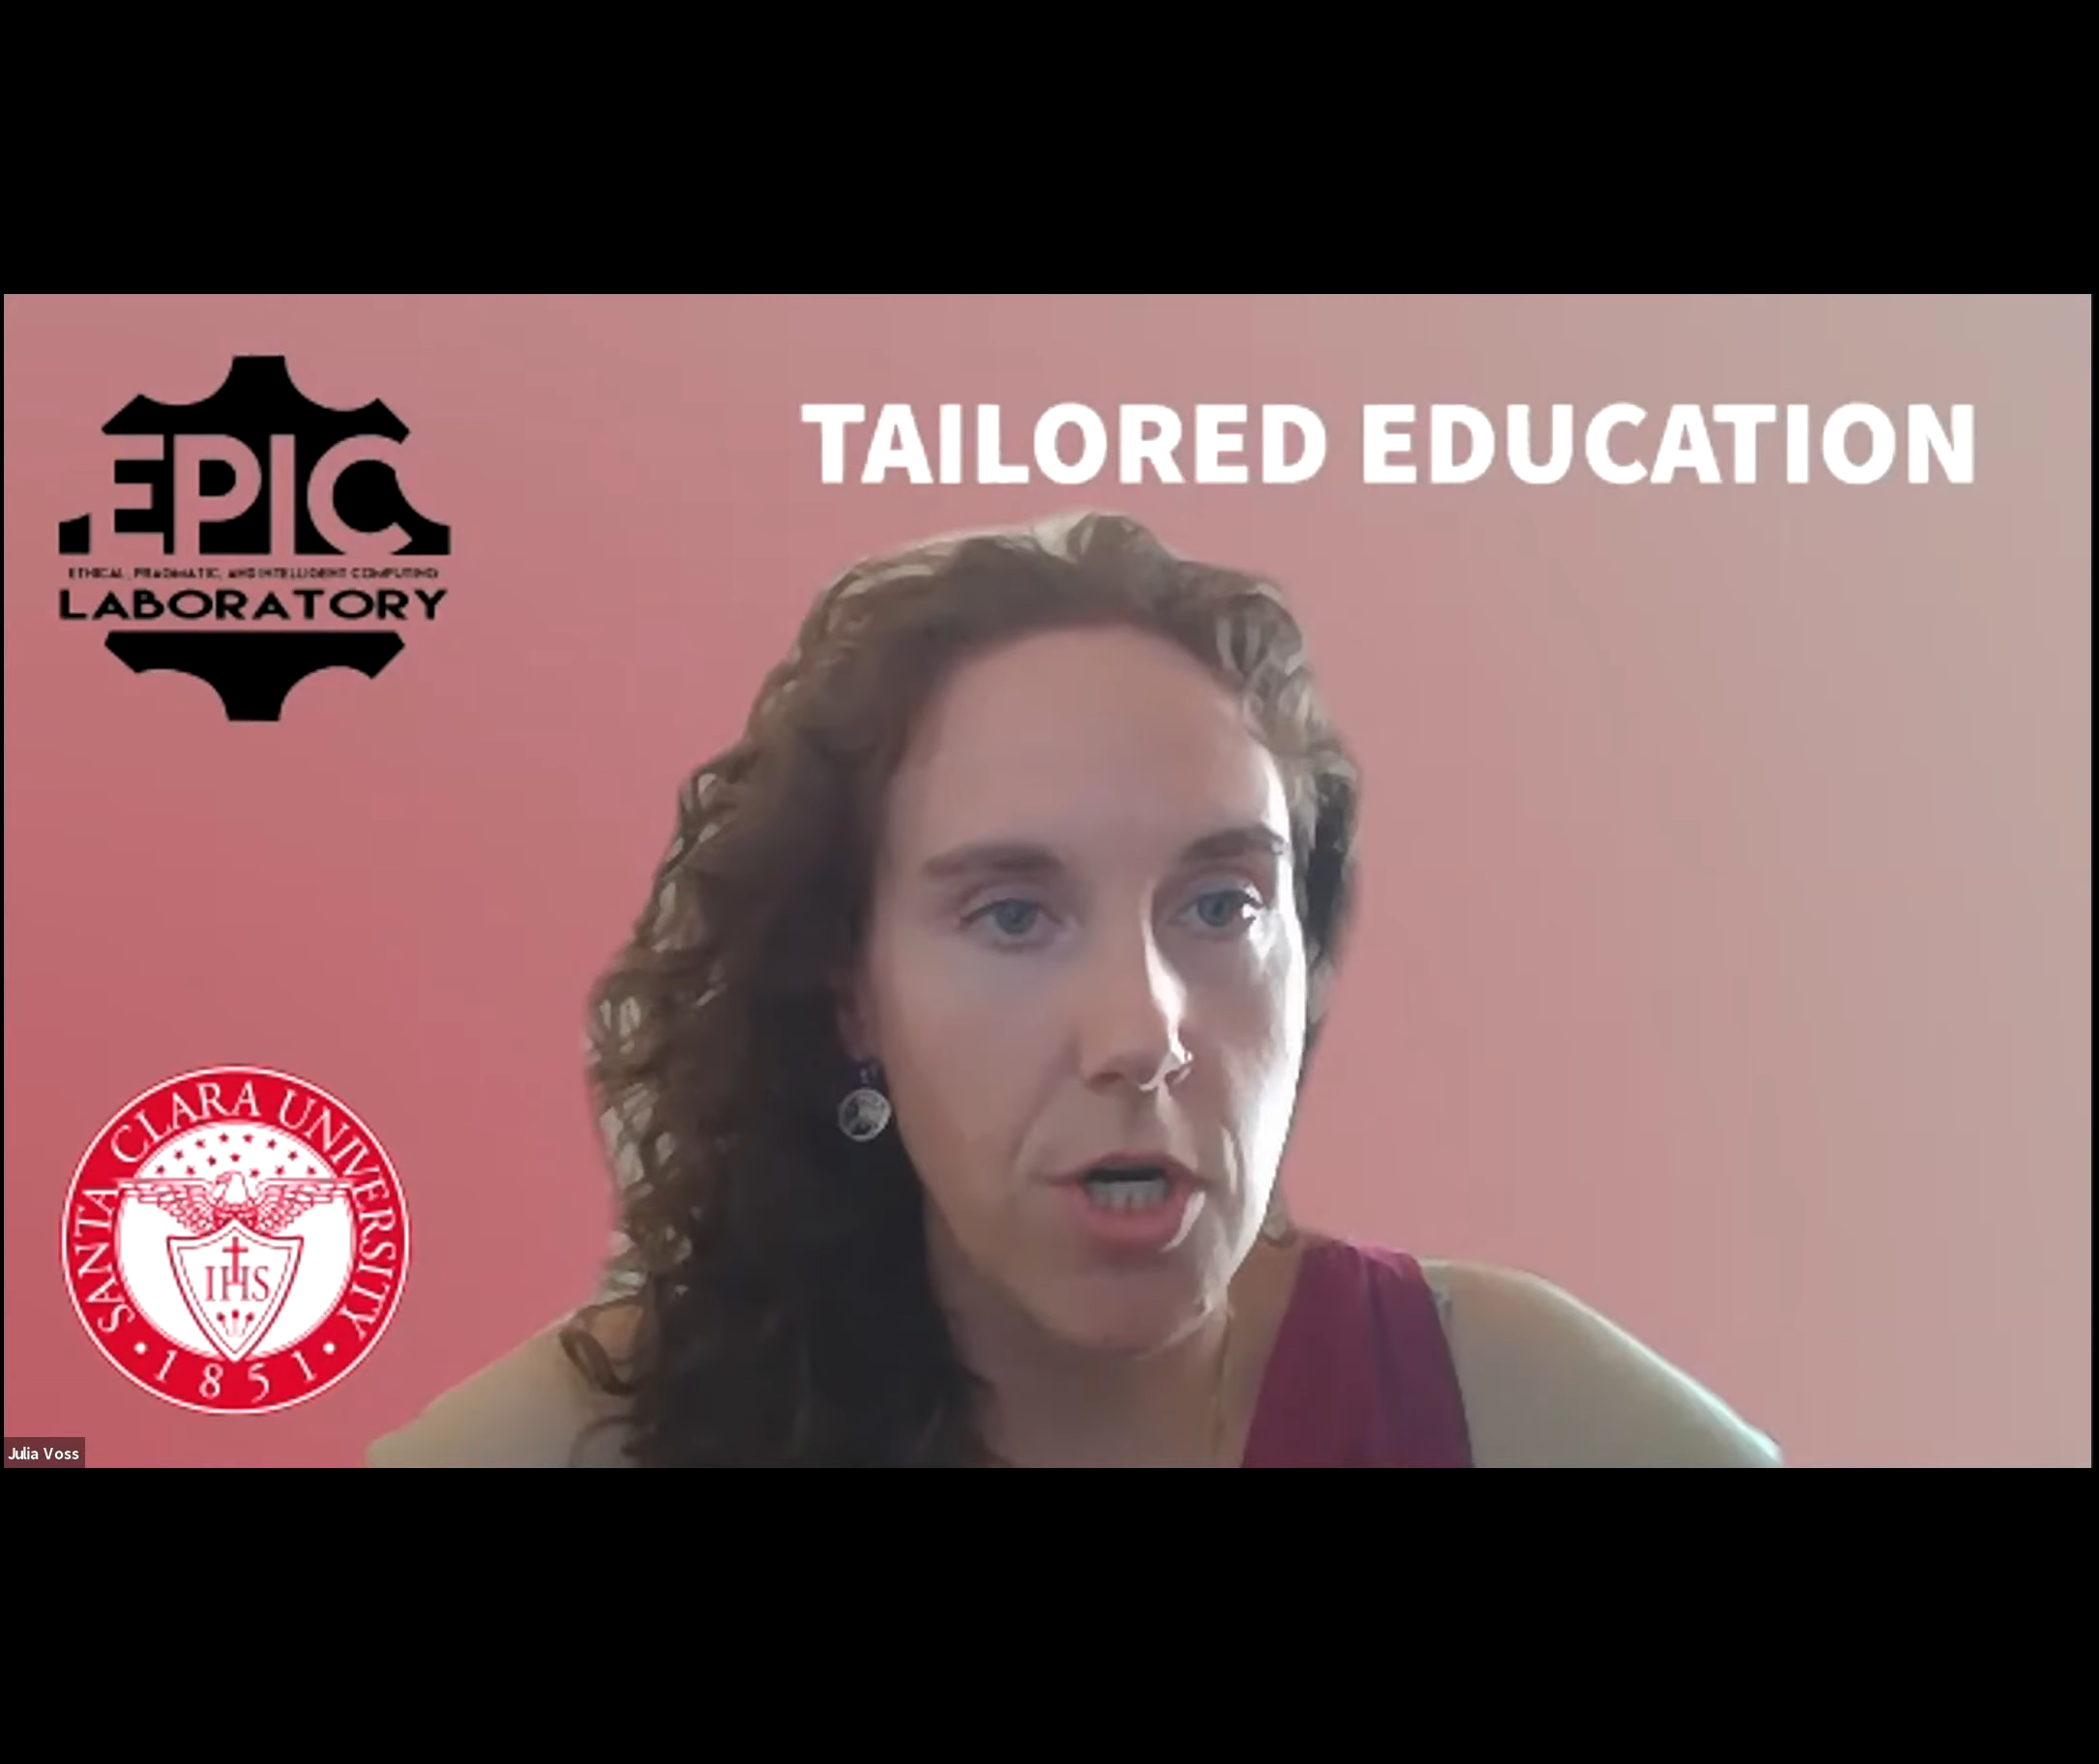 TAILORED EDUCATION
EPIC
ETHICAL, PRAGMATIC, AND INTELLIGENT COMPUTING
LABORATORY
SANTA CLARA UNIVERSITY
IHS
· 1851 ·
Julia Voss